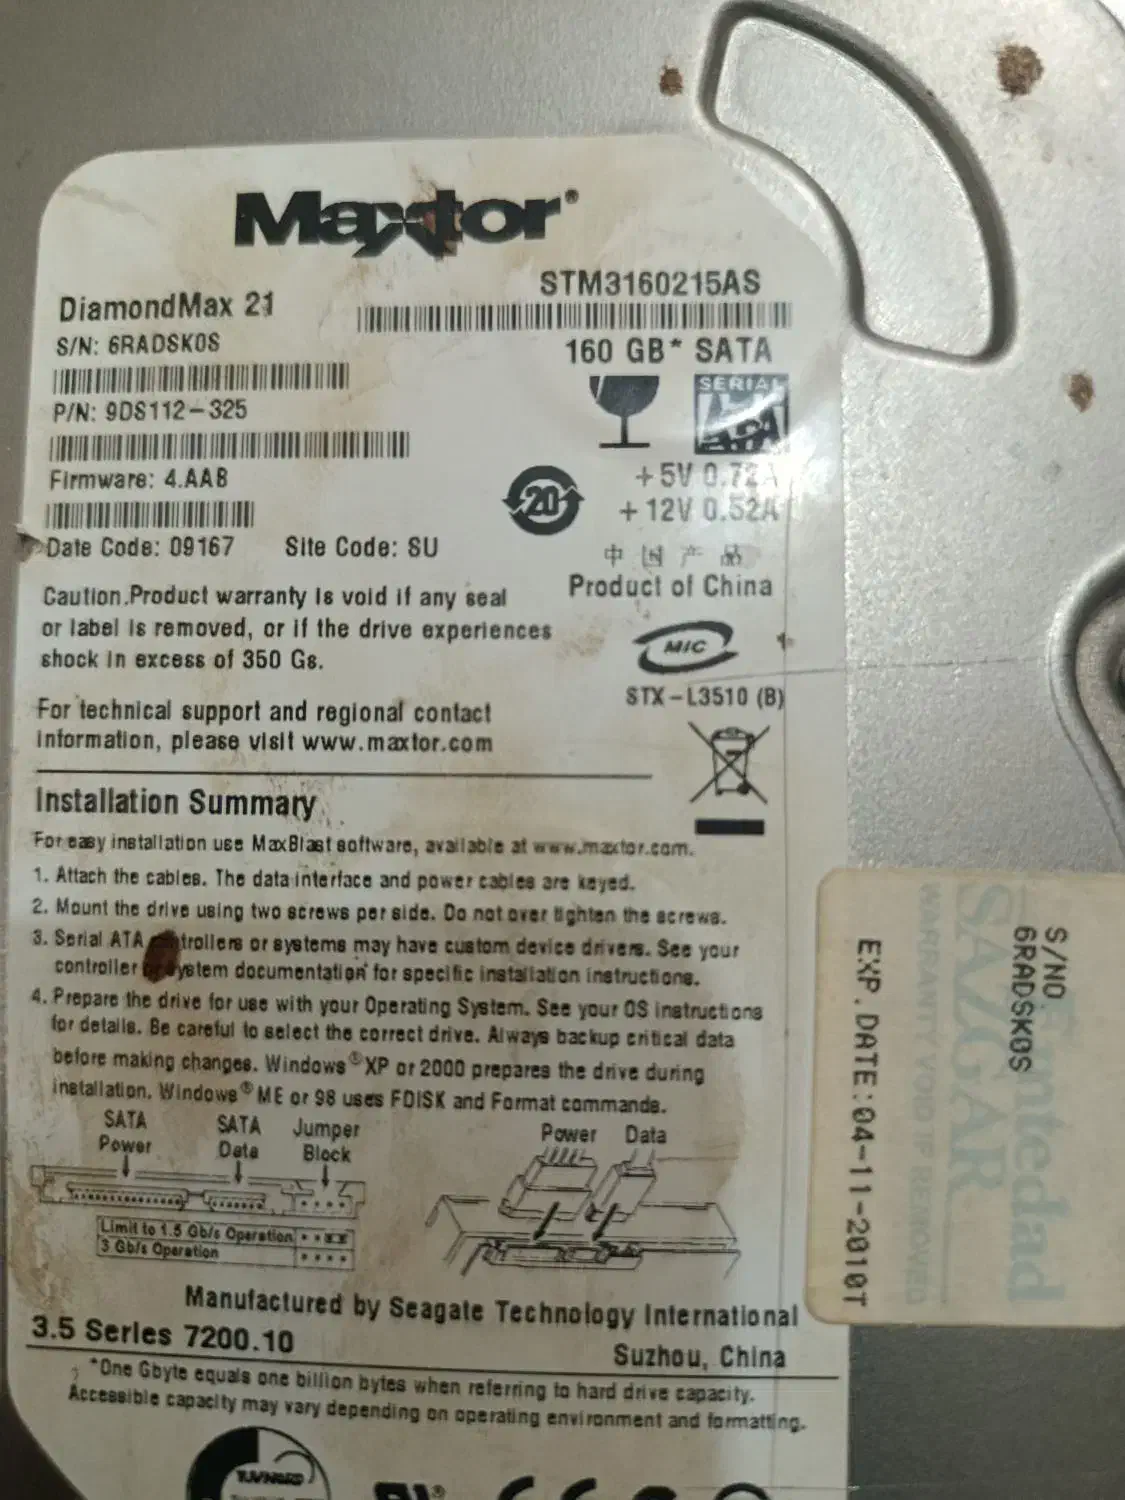 Maxtor®
DiamondMax 21
STM3160215AS
S/N: 6RADSK0S
160 GB* SATA
P/N: 9DS112-325
SERIAL
ATA
Firmware: 4.AAB
+5V 0.72A
+12V 0.52A
20
Date Code: 09167 Site Code: SU
中国产品
Product of China
Caution.Product warranty is void if any seal
or label is removed, or if the drive experiences
shock in excess of 350 Gs.
MIC
STX-L3510 (B)
For technical support and regional contact
information, please visit www.maxtor.com
Installation Summary
For easy installation use MaxBlast software, available at www.maxtor.com.
1. Attach the cables. The data interface and power cables are keyed.
2. Mount the drive using two screws per side. Do not over tighten the screws.
3. Serial ATA trollers or systems may have custom device drivers. See your
controller system documentation for specific installation instructions.
4. Prepare the drive for use with your Operating System. See your OS instructions
for details. Be careful to select the correct drive. Always backup critical data
before making changes. Windows® XP or 2000 prepares the drive during
installation. Windows® ME or 98 uses FDISK and Format commands.
SATA
Power
SATA
Data
Jumper
Block
Power Data
Limit to 1.5 Gb/s Operation
3 Gb/s Operation
Manufactured by Seagate Technology International
3.5 Series 7200.10
Suzhou, China
*One Gbyte equals one billion bytes when referring to hard drive capacity.
Accessible capacity may vary depending on operating environment and formatting.
S/NO.
6RADSK0S
SAZGAR
WARRANTY VOID IF REMOVED
EXP.DATE:04-11-2010T